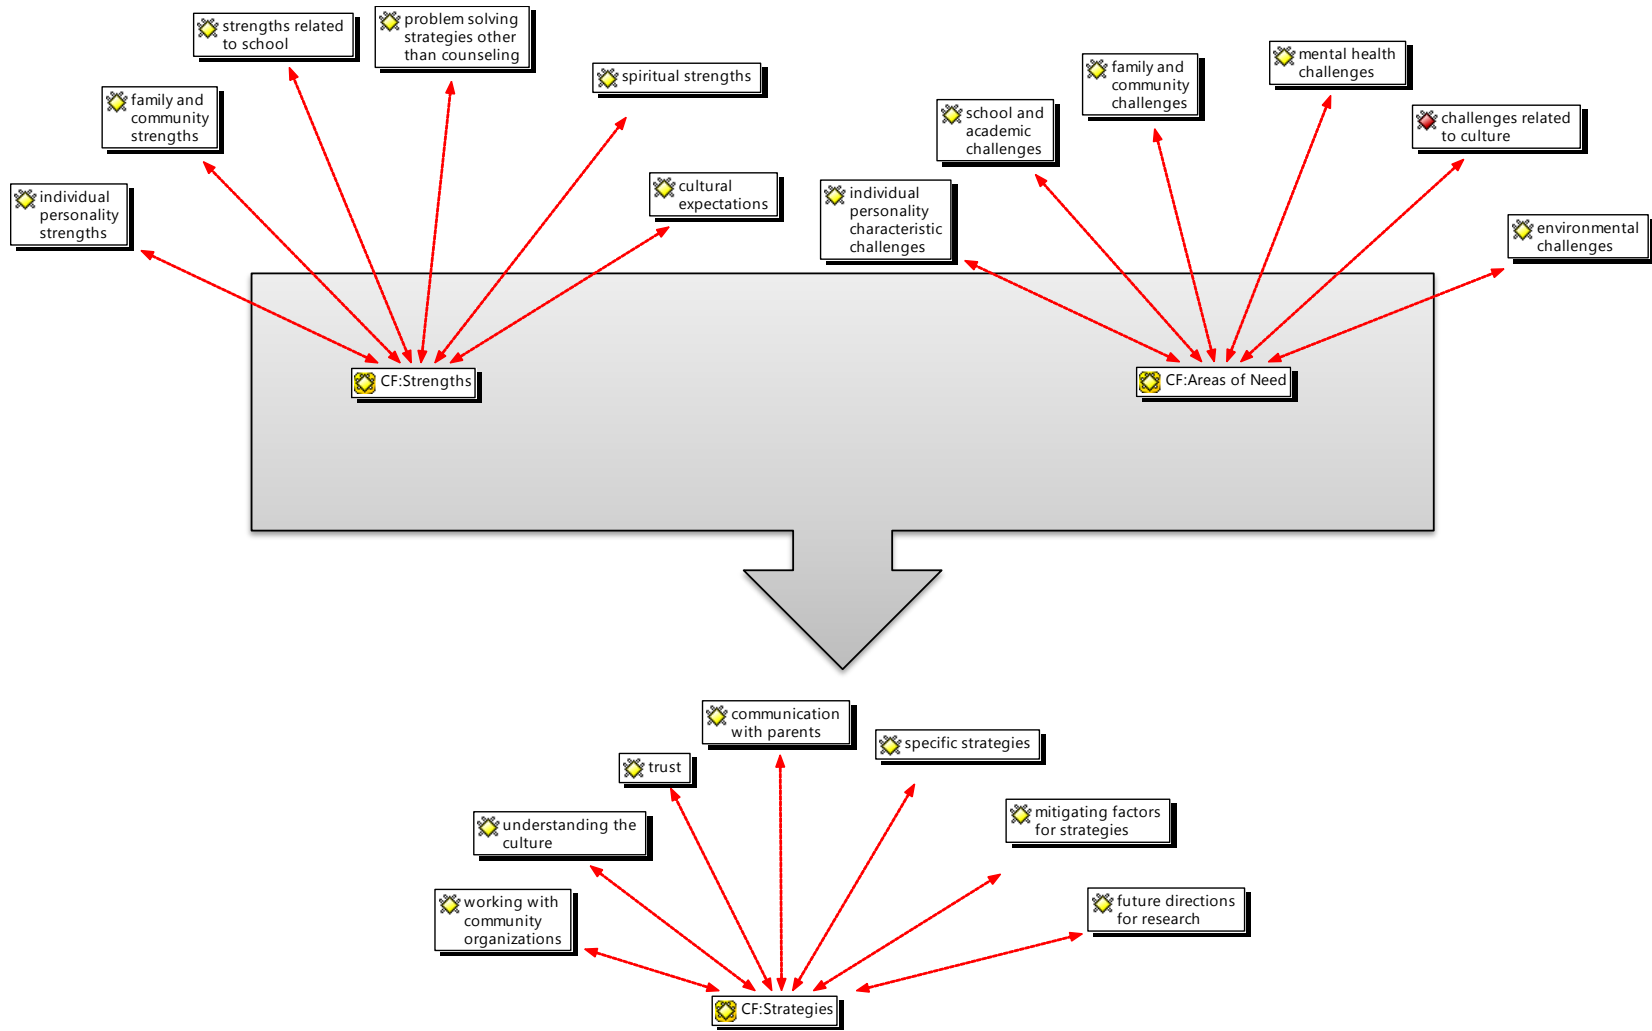 strengths related
to school
problem solving
strategies other
than counseling
spiritual strengths
family and
community
strengths
individual
personality
strengths
cultural
expectations
CF:Strengths
mental health
challenges
family and
community
challenges
school and
academic
challenges
challenges related
to culture
individual
personality
characteristic
challenges
environmental
challenges
CF:Areas of Need
communication
with parents
specific strategies
trust
understanding the
culture
mitigating factors
for strategies
working with
community
organizations
future directions
for research
CF:Strategies